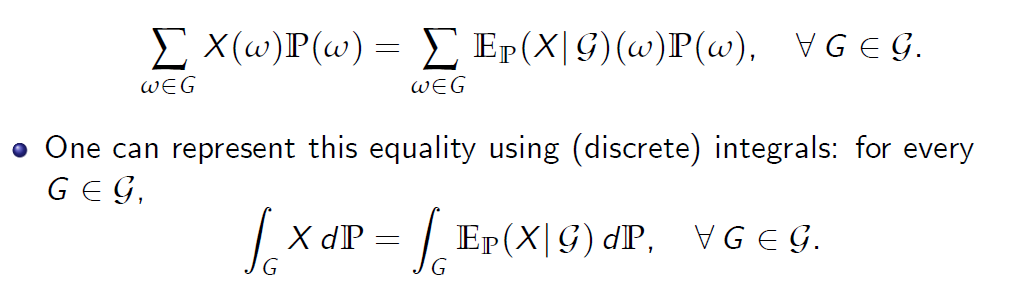 ∑_{ω∈G} X(ω)ℙ(ω) = ∑_{ω∈G} 𝔼_ℙ(X|𝒢)(ω)ℙ(ω), ∀ G ∈ 𝒢.
• One can represent this equality using (discrete) integrals: for every
G ∈ 𝒢,
∫_G X dℙ = ∫_G 𝔼_ℙ(X|𝒢) dℙ, ∀ G ∈ 𝒢.